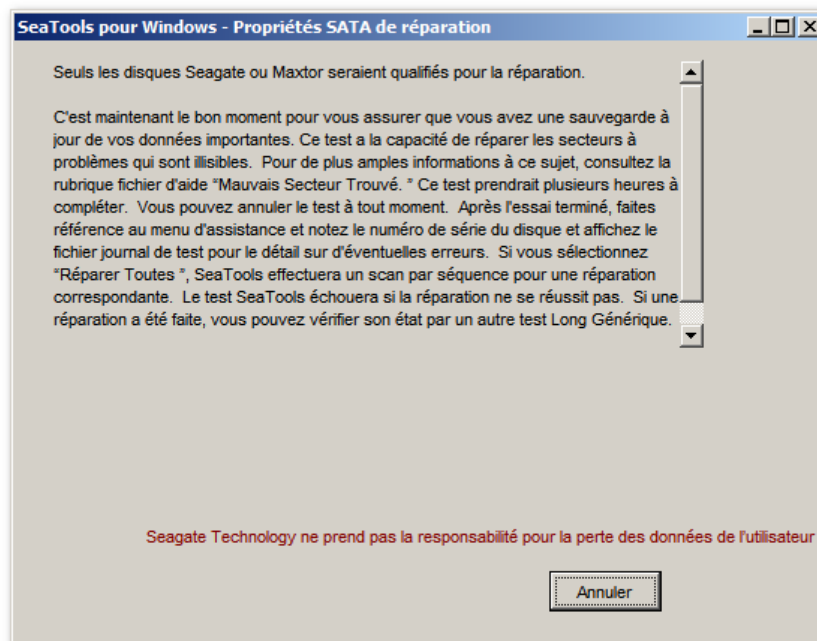 SeaTools pour Windows - Propriétés SATA de réparation
Seuls les disques Seagate ou Maxtor seraient qualifiés pour la réparation.
C'est maintenant le bon moment pour vous assurer que vous avez une sauvegarde à
jour de vos données importantes. Ce test a la capacité de réparer les secteurs à
problèmes qui sont illisibles.  Pour de plus amples informations à ce sujet, consultez la
rubrique fichier d'aide “Mauvais Secteur Trouvé. ” Ce test prendrait plusieurs heures à
compléter.  Vous pouvez annuler le test à tout moment.  Après l'essai terminé, faites
référence au menu d'assistance et notez le numéro de série du disque et affichez le
fichier journal de test pour le détail sur d'éventuelles erreurs.  Si vous sélectionnez
“Réparer Toutes ”, SeaTools effectuera un scan par séquence pour une réparation
correspondante.  Le test SeaTools échouera si la réparation ne se réussit pas.  Si une
réparation a été faite, vous pouvez vérifier son état par un autre test Long Générique.
Seagate Technology ne prend pas la responsabilité pour la perte des données de l'utilisateur
Annuler